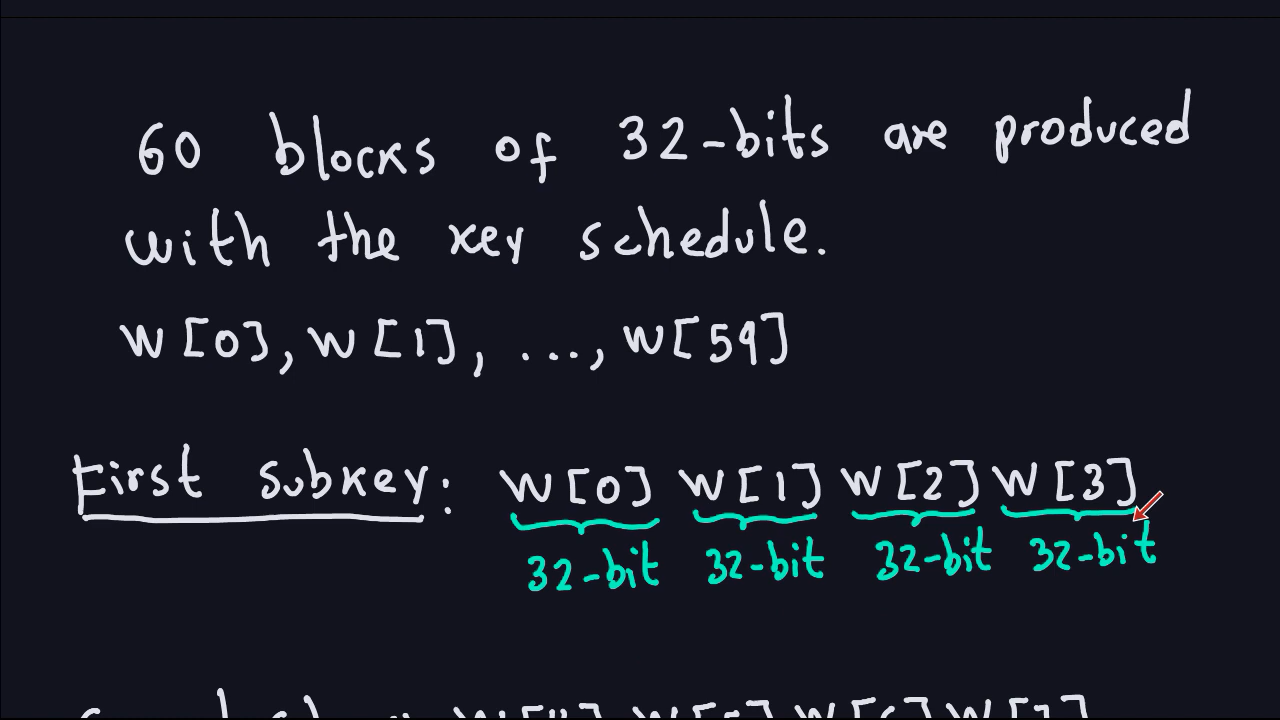 60 blocks of 32-bits are produced
with the key schedule.
W[0], W[1], ..., W[59]
First subkey: W[0] W[1] W[2] W[3]
32-bit 32-bit 32-bit 32-bit